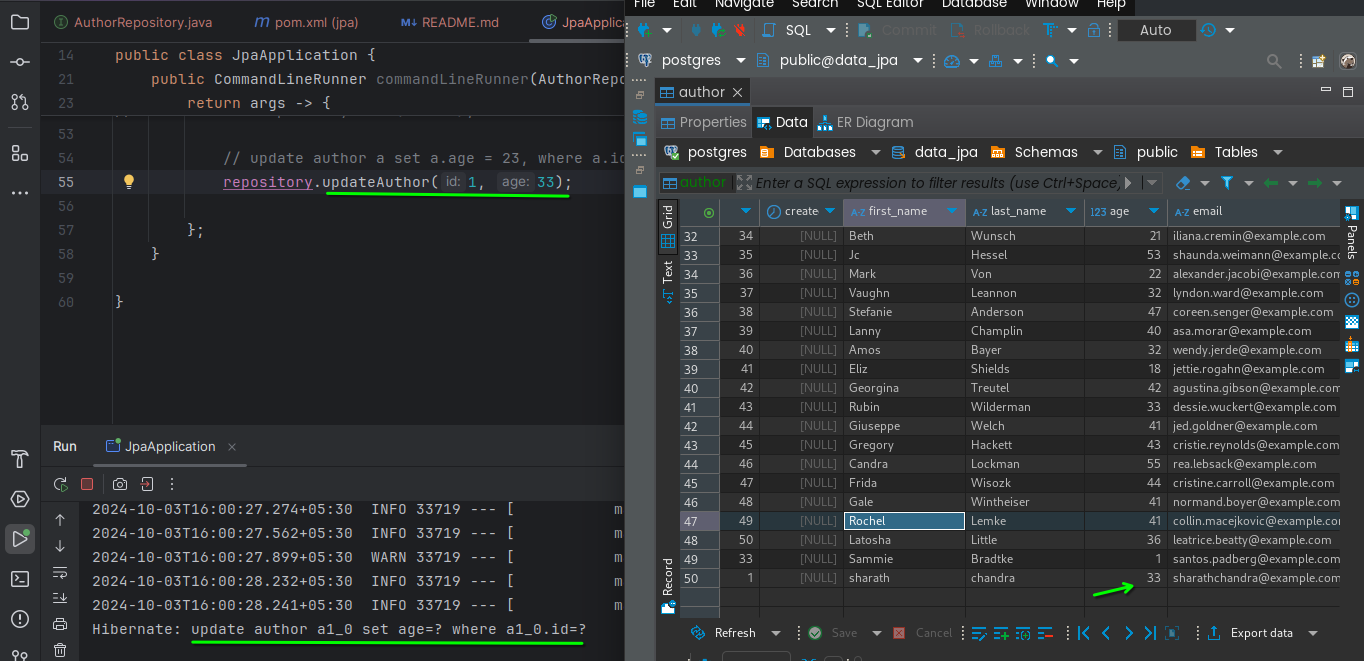 AuthorRepository.java
pom.xml (jpa)
README.md
JpaApplic
14 public class JpaApplication {
21 public CommandLineRunner commandLineRunner(AuthorRepo
23 return args -> {
53
54 // update author a set a.age = 23, where a.id
55 repository.updateAuthor( id: 1, age: 33);
56
57 };
58 }
59
60 }
Run JpaApplication
2024-10-03T16:00:27.274+05:30 INFO 33719 --- [ m
2024-10-03T16:00:27.562+05:30 INFO 33719 --- [ m
2024-10-03T16:00:27.899+05:30 WARN 33719 --- [ m
2024-10-03T16:00:28.232+05:30 INFO 33719 --- [ m
2024-10-03T16:00:28.241+05:30 INFO 33719 --- [ m
Hibernate: update author a1_0 set age=? where a1_0.id=?
File Edit Navigate Search SQL Editor Database Window Help
SQL Commit Rollback Auto
postgres public@data_jpa
author
Properties Data ER Diagram
postgres Databases data_jpa Schemas public Tables
author Enter a SQL expression to filter results (use Ctrl+Space)
Grid
Text
Record
Panels
create first_name last_name 123 age email
32 34 [NULL] Beth Wunsch 21 iliana.cremin@example.com
33 35 [NULL] Jc Hessel 53 shaunda.weimann@example.co
34 36 [NULL] Mark Von 22 alexander.jacobi@example.com
35 37 [NULL] Vaughn Leannon 32 lyndon.ward@example.com
36 38 [NULL] Stefanie Anderson 47 coreen.senger@example.com
37 39 [NULL] Lanny Champlin 40 asa.morar@example.com
38 40 [NULL] Amos Bayer 32 wendy.jerde@example.com
39 41 [NULL] Eliz Shields 18 jettie.rogahn@example.com
40 42 [NULL] Georgina Treutel 42 agustina.gibson@example.com
41 43 [NULL] Rubin Wilderman 33 dessie.wuckert@example.com
42 44 [NULL] Giuseppe Welch 41 jed.goldner@example.com
43 45 [NULL] Gregory Hackett 43 cristie.reynolds@example.com
44 46 [NULL] Candra Lockman 55 rea.lebsack@example.com
45 47 [NULL] Frida Wisozk 44 cristine.carroll@example.com
46 48 [NULL] Gale Wintheiser 41 normand.boyer@example.com
47 49 [NULL] Rochel Lemke 41 collin.macejkovic@example.co
48 50 [NULL] Latosha Little 36 leatrice.beatty@example.com
49 33 [NULL] Sammie Bradtke 1 santos.padberg@example.com
50 1 [NULL] sharath chandra 33 sharathchandra@example.com
Refresh Save Cancel Export data